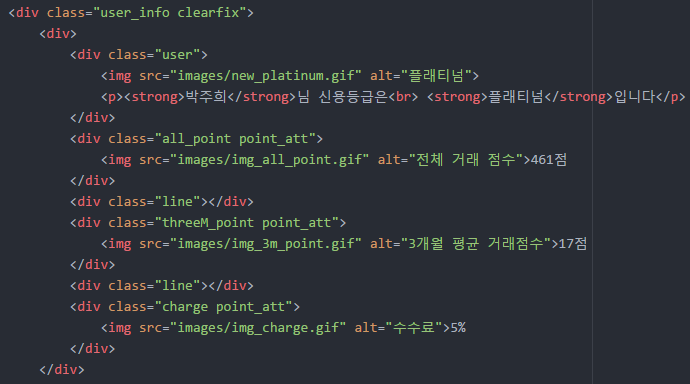 <div class="user_info clearfix">
<div>
<div class="user">
<img src="images/new_platinum.gif" alt="플래티넘">
<p><strong>박주희</strong>님 신용등급은<br> <strong>플래티넘</strong>입니다</p>
</div>
<div class="all_point point_att">
<img src="images/img_all_point.gif" alt="전체 거래 점수">461점
</div>
<div class="line"></div>
<div class="threeM_point point_att">
<img src="images/img_3m_point.gif" alt="3개월 평균 거래점수">17점
</div>
<div class="line"></div>
<div class="charge point_att">
<img src="images/img_charge.gif" alt="수수료">5%
</div>
</div>